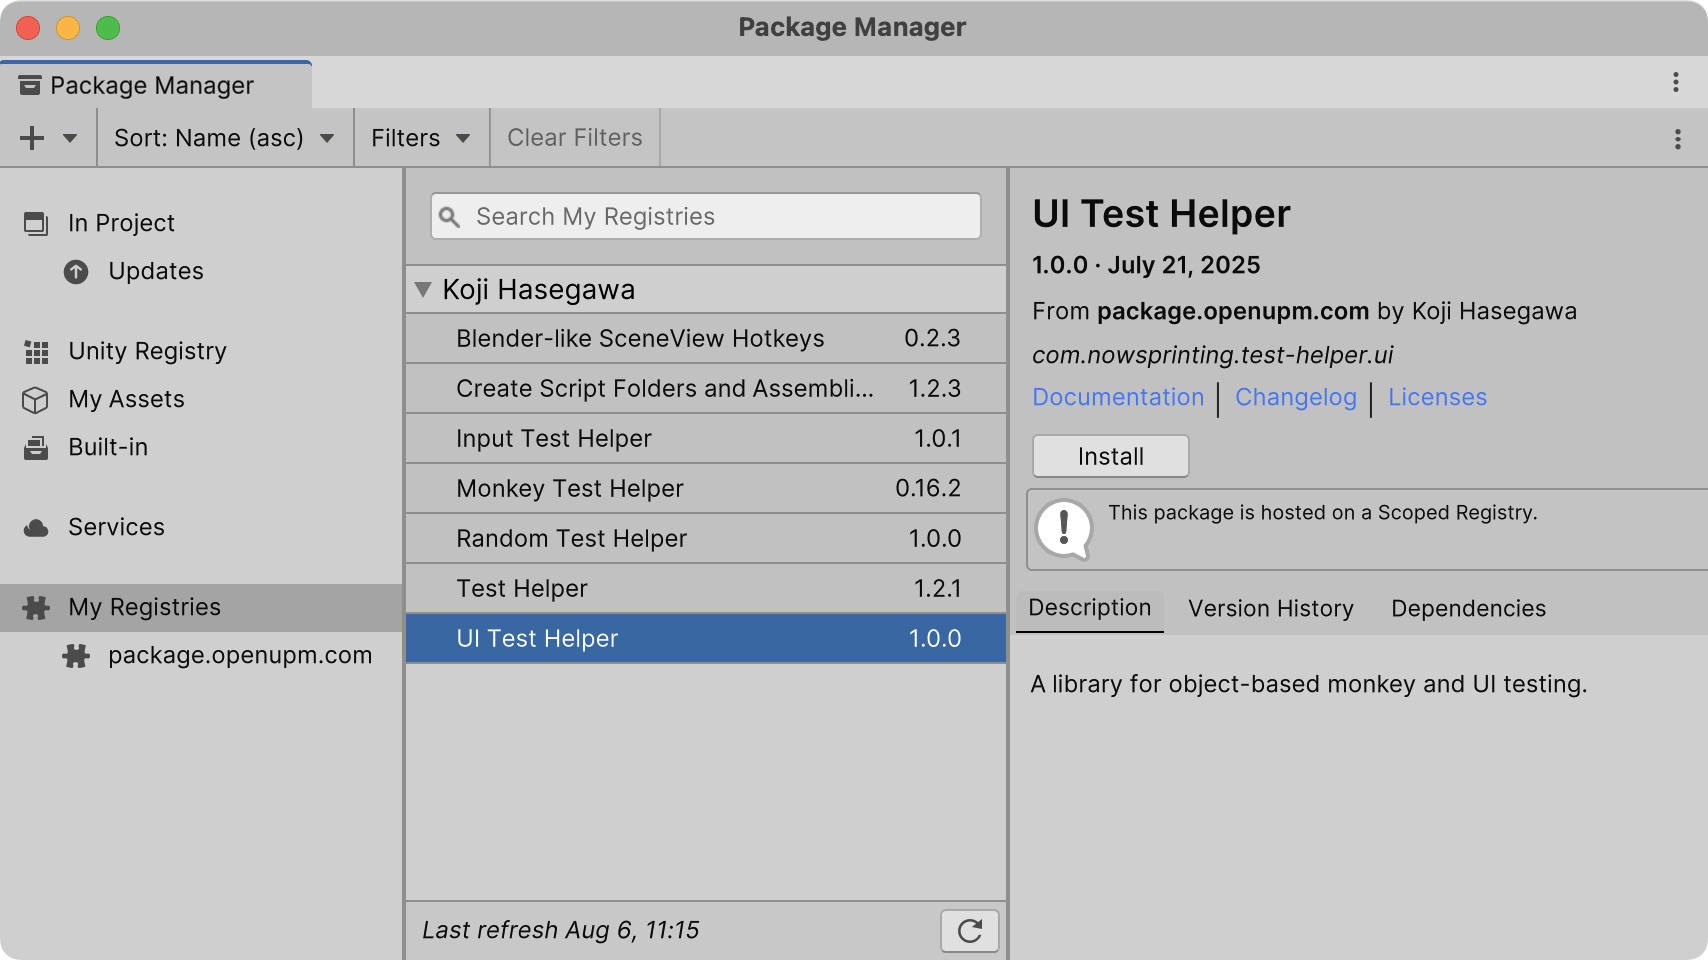 Package Manager
Package Manager
Sort: Name (asc)
Filters
Clear Filters
In Project
Updates
Unity Registry
My Assets
Built-in
Services
My Registries
package.openupm.com
Search My Registries
Koji Hasegawa
Blender-like SceneView Hotkeys 0.2.3
Create Script Folders and Assembli... 1.2.3
Input Test Helper 1.0.1
Monkey Test Helper 0.16.2
Random Test Helper 1.0.0
Test Helper 1.2.1
UI Test Helper 1.0.0
Last refresh Aug 6, 11:15
UI Test Helper
1.0.0 · July 21, 2025
From package.openupm.com by Koji Hasegawa
com.nowsprinting.test-helper.ui
Documentation | Changelog | Licenses
Install
This package is hosted on a Scoped Registry.
Description Version History Dependencies
A library for object-based monkey and UI testing.